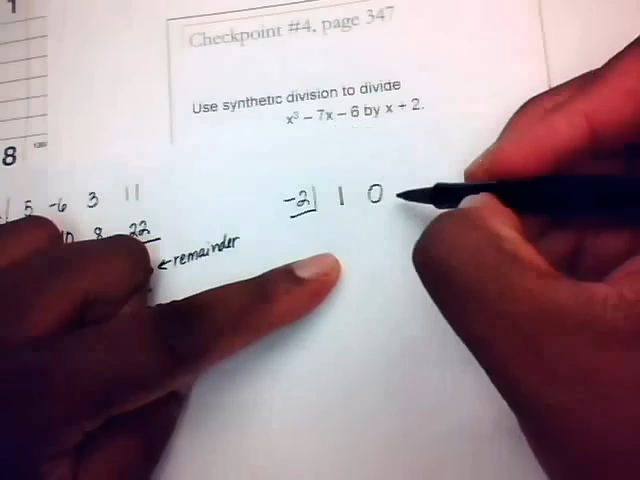 1
8
Checkpoint #4, page 347
Use synthetic division to divide
x³ – 7x – 6 by x + 2.
5 -6 3 11
8 22
←remainder
-2| 1 0